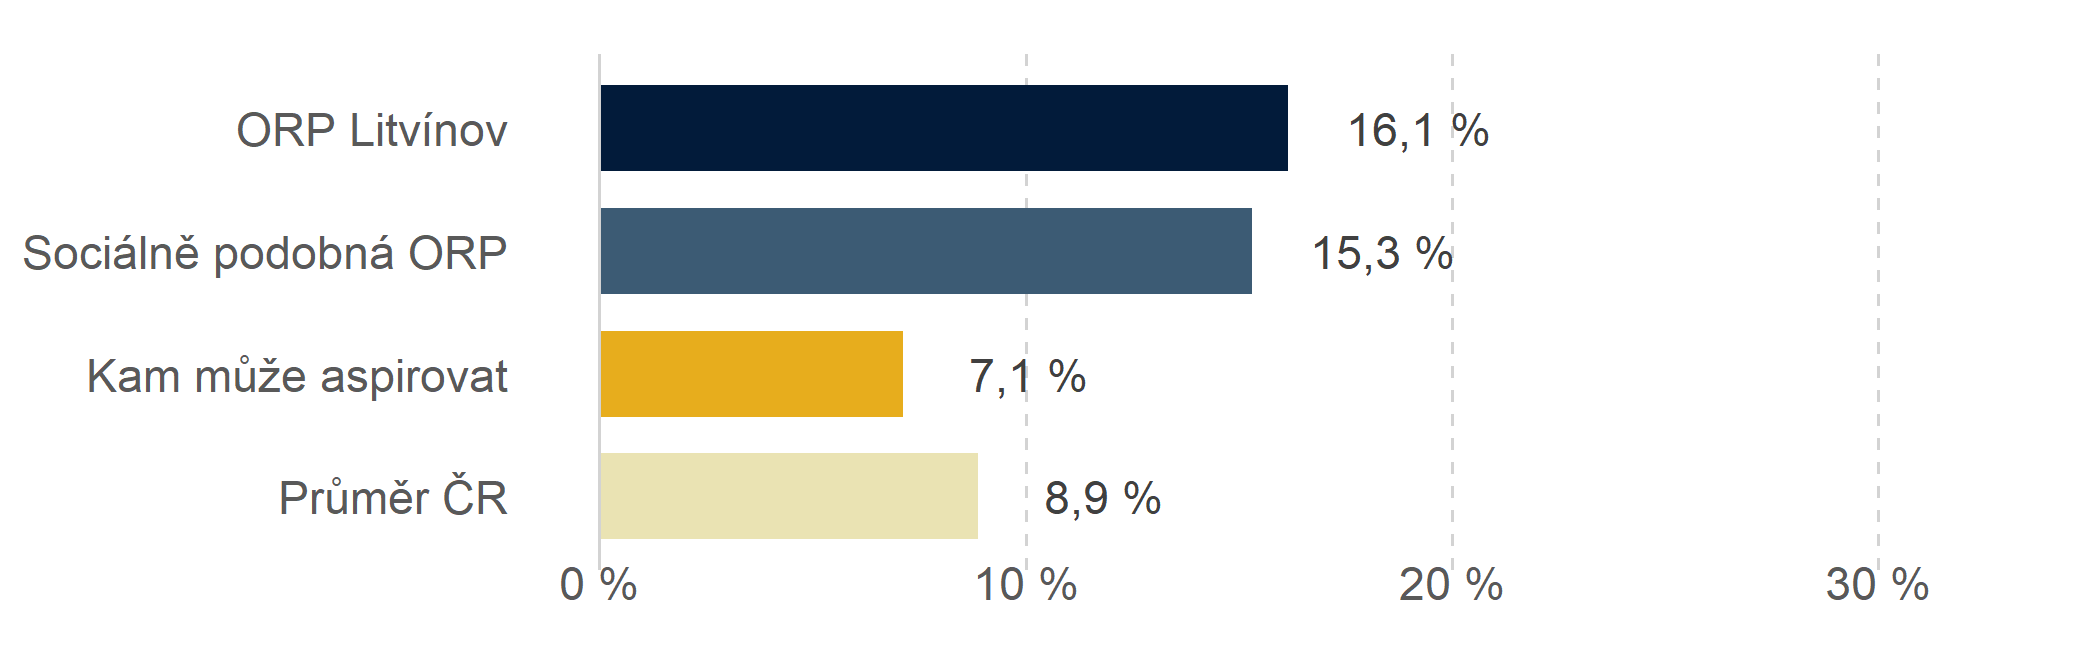 ORP Litvínov
16,1 %
Sociálně podobná ORP
15,3 %
Kam může aspirovat
7,1 %
Průměr ČR
8,9 %
0 %
10 %
20 %
30 %